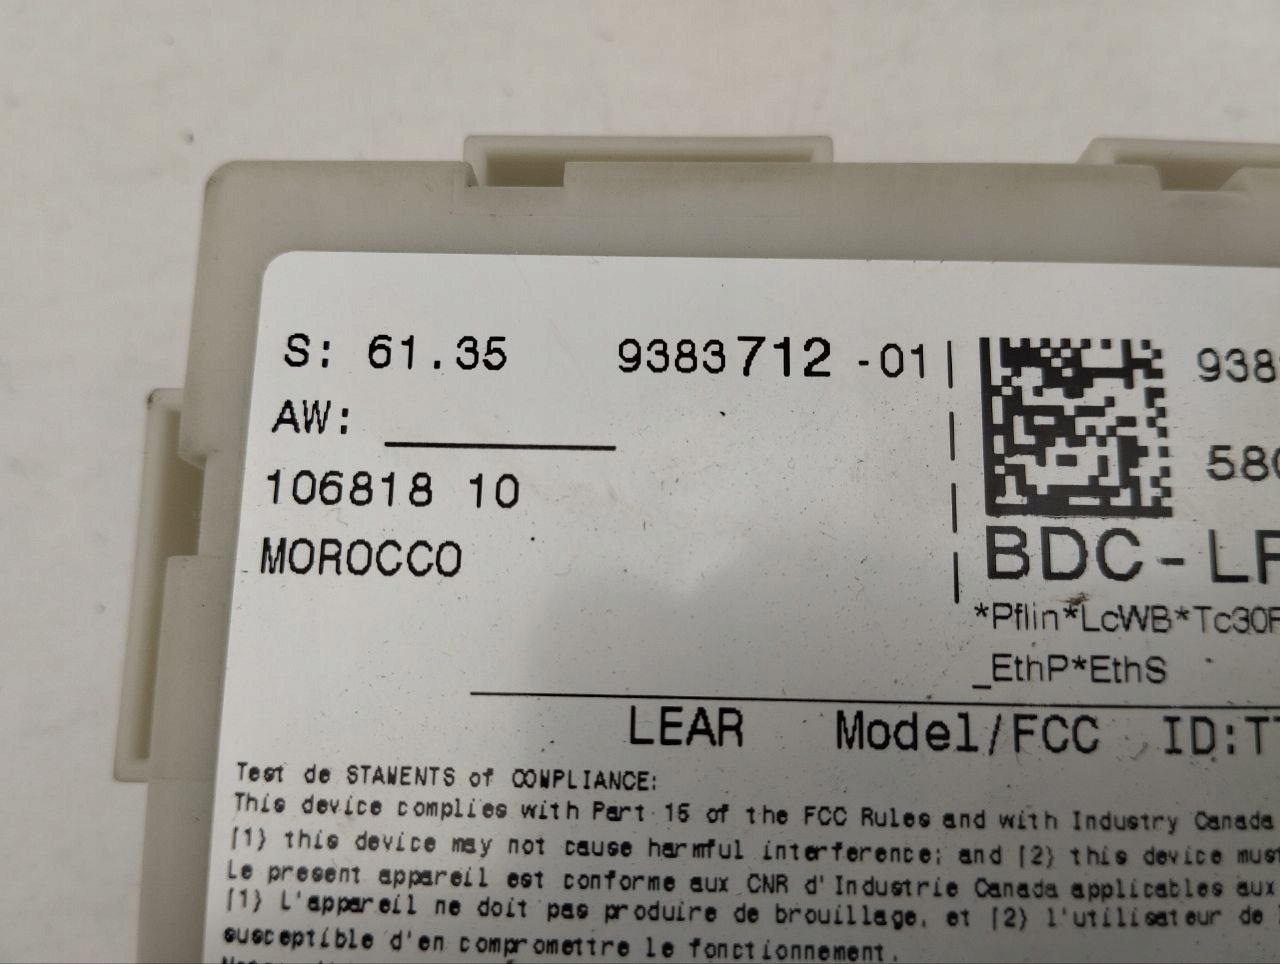 S: 61.35 9383712 -01
AW:
106818 10
MOROCCO
938
58
BDC-L
*Pflin*LcWB*Tc30
_EthP*EthS
LEAR Model/FCC ID:T
Test de STAWENTS of COMPLIANCE:
This device complies with Part 15 of the FCC Rules and with Industry Canada
[1) this device may not cause harmful interference; and [2) this device must
Le present appareil est conforme aux CNR d'Industrie Canada applicables aux
[1) L'appareil ne doit pas produire de brouillage, et [2) l'utilisateur de
susceptible d'en compromettre le fonctionnement.